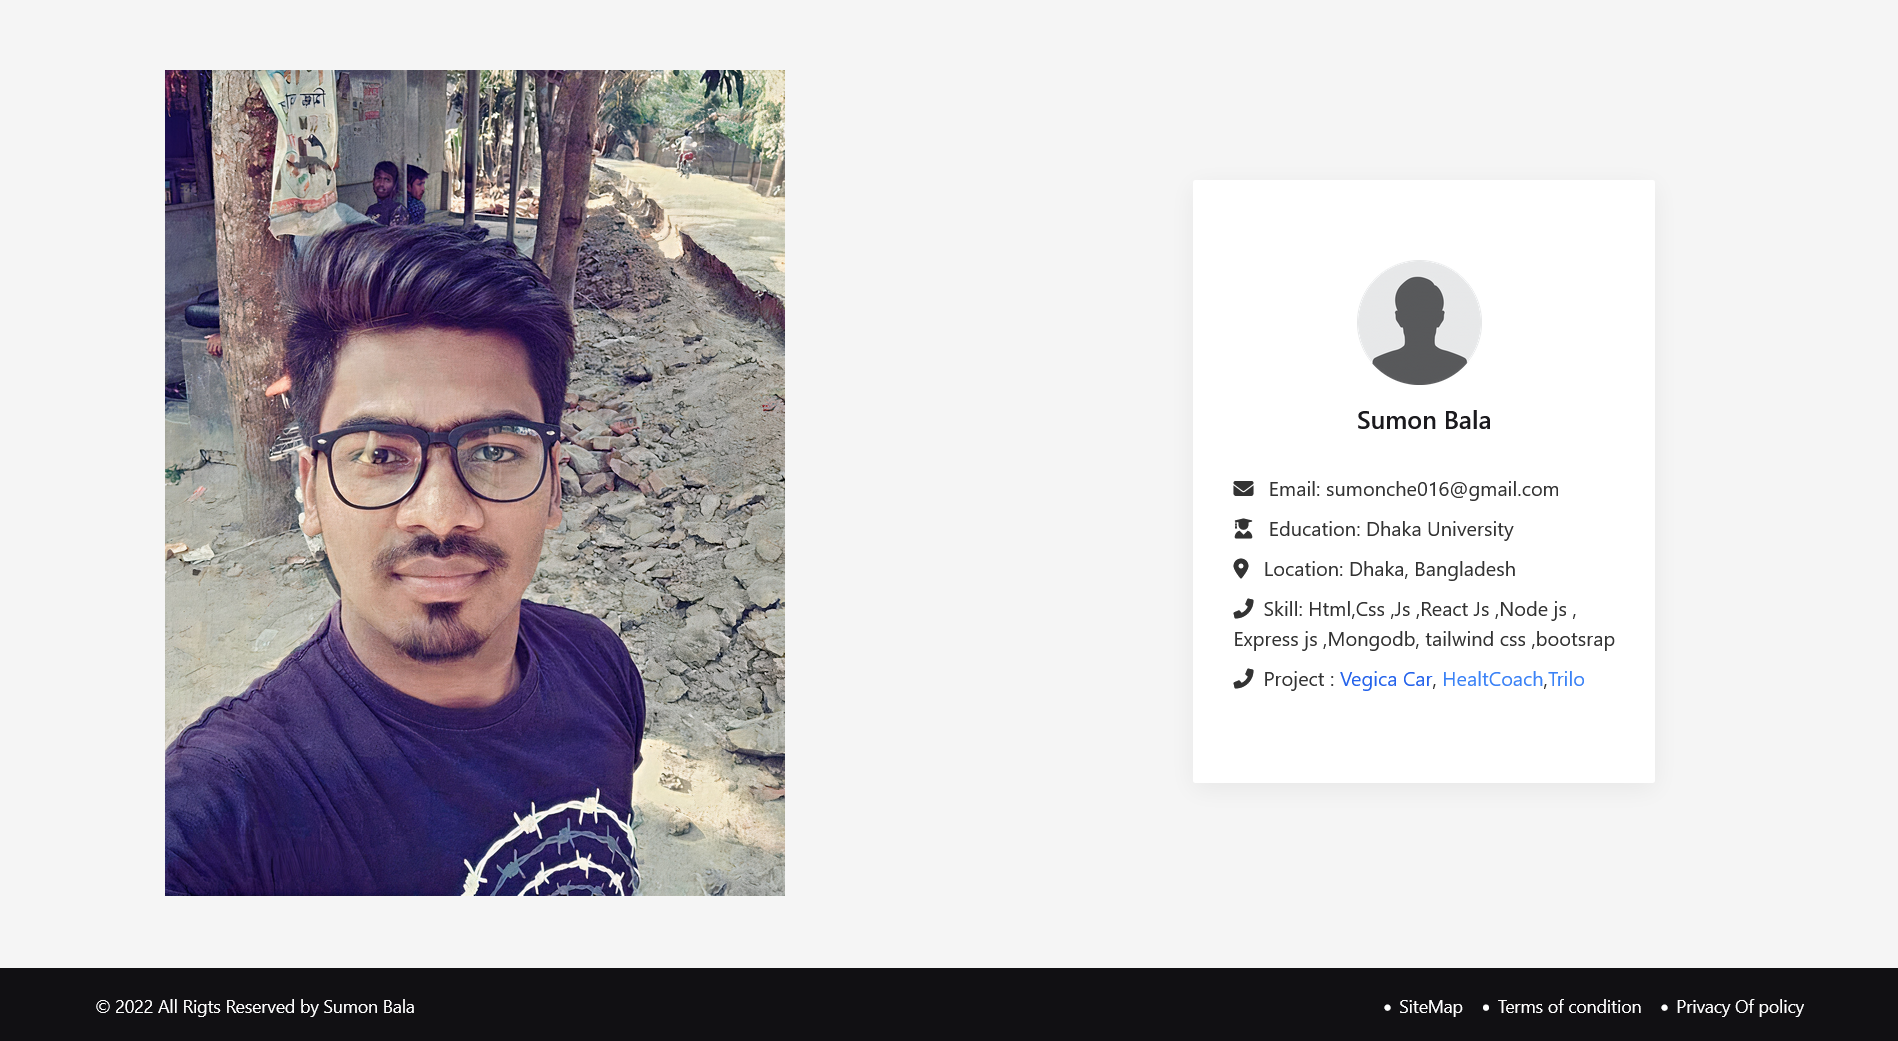 Sumon Bala
Email: sumonche016@gmail.com
Education: Dhaka University
Location: Dhaka, Bangladesh
Skill: Html,Css ,Js ,React Js ,Node js ,
Express js ,Mongodb, tailwind css ,bootsrap
Project : Vegica Car, HealtCoach,Trilo
© 2022 All Rigts Reserved by Sumon Bala
• SiteMap • Terms of condition • Privacy Of policy